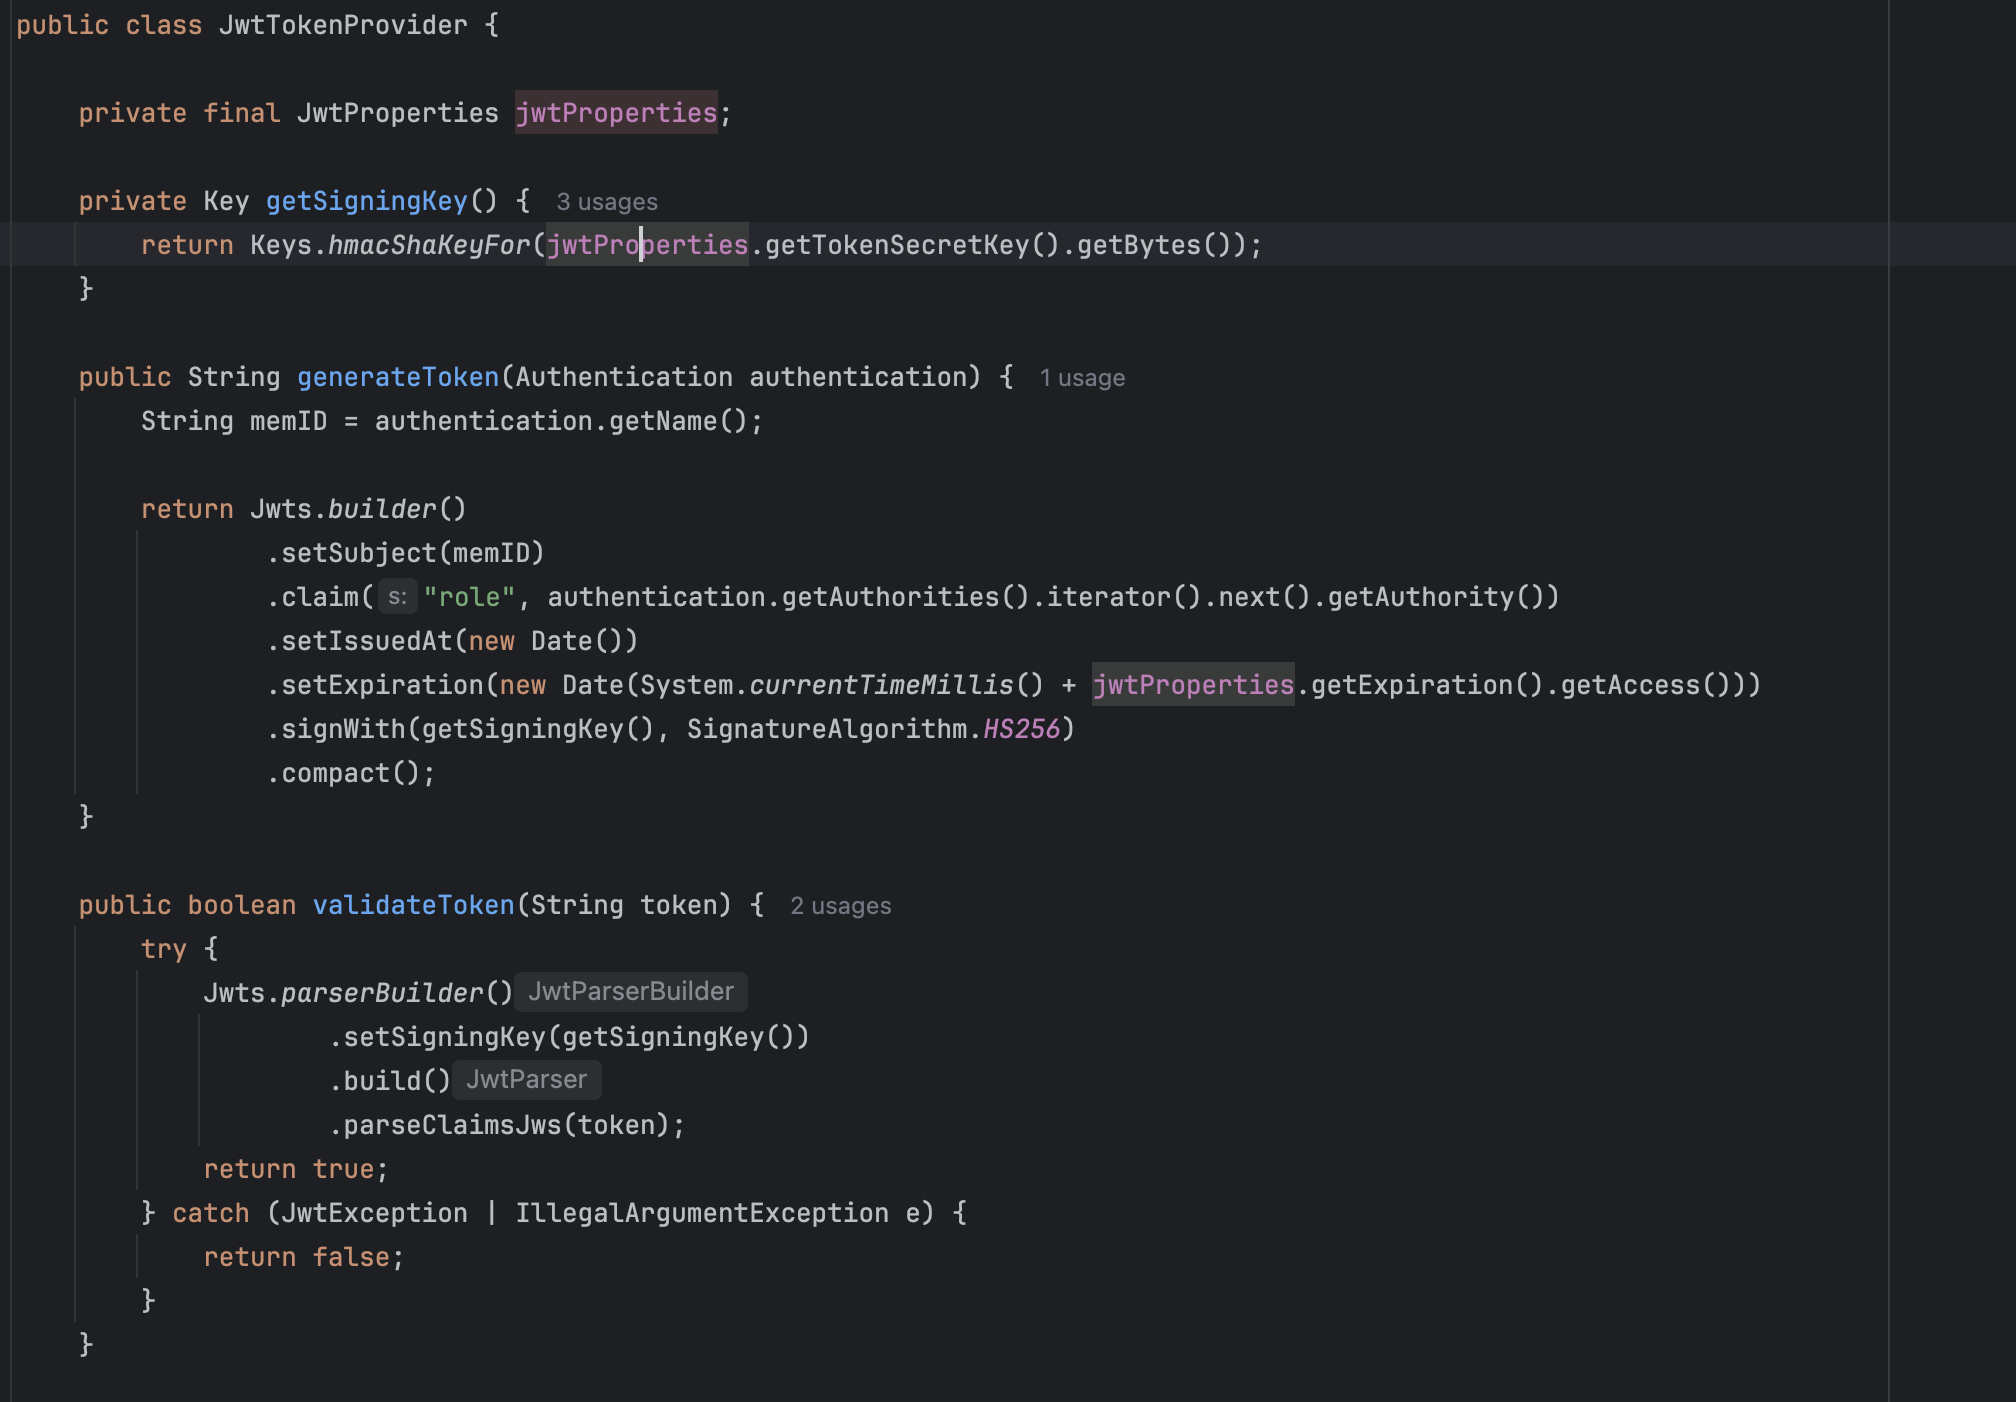 public class JwtTokenProvider {
private final JwtProperties jwtProperties;
private Key getSigningKey() { 3 usages
return Keys.hmacShaKeyFor(jwtProperties.getTokenSecretKey().getBytes());
}
public String generateToken(Authentication authentication) { 1 usage
String memID = authentication.getName();
return Jwts.builder()
.setSubject(memID)
.claim( s: "role", authentication.getAuthorities().iterator().next().getAuthority())
.setIssuedAt(new Date())
.setExpiration(new Date(System.currentTimeMillis() + jwtProperties.getExpiration().getAccess()))
.signWith(getSigningKey(), SignatureAlgorithm.HS256)
.compact();
}
public boolean validateToken(String token) { 2 usages
try {
Jwts.parserBuilder() JwtParserBuilder
.setSigningKey(getSigningKey())
.build() JwtParser
.parseClaimsJws(token);
return true;
} catch (JwtException | IllegalArgumentException e) {
return false;
}
}